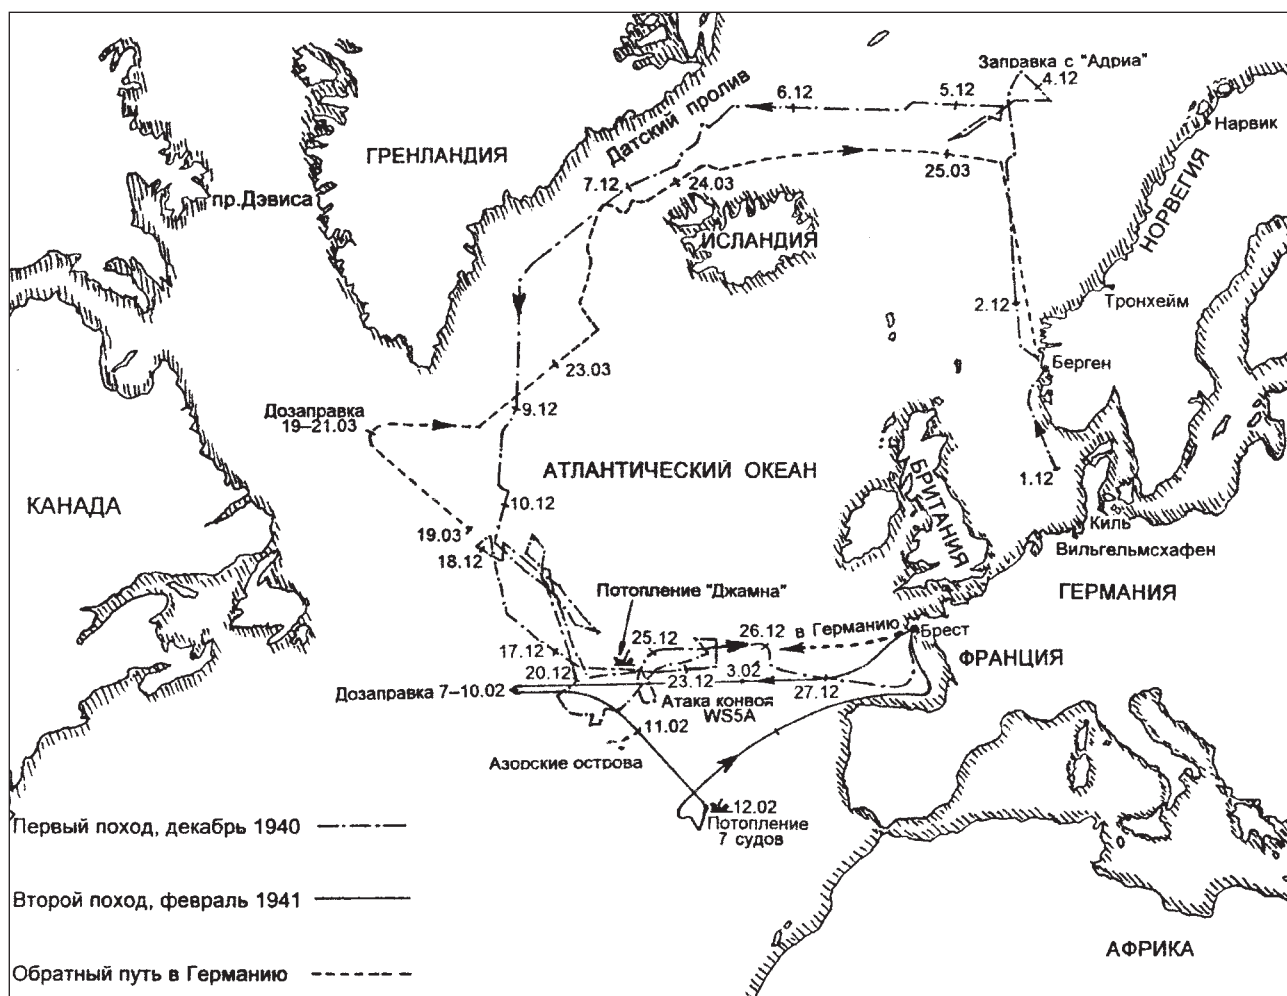 Заправка с "Адриа"
4.12
5.12
6.12
Нарвик
Датский пролив
ГРЕНЛАНДИЯ
25.03
7.12
24.03
пр.Дэвиса
НОРВЕГИЯ
ИСЛАНДИЯ
Тронхейм
2.12
Берген
23.03
Дозаправка
19–21.03
9.12
АТЛАНТИЧЕСКИЙ ОКЕАН
БРИТАНИЯ
1.12
КАНАДА
10.12
Киль
19.03
18.12
Вильгельмсхафен
ГЕРМАНИЯ
Потопление "Джамна"
в Германию
Брест
25.12
26.12
17.12
ФРАНЦИЯ
20.12
3.02
23.12
27.12
Дозаправка 7–10.02
Атака конвоя
WS5A
11.02
Азорские острова
12.02
Потопление
7 судов
Первый поход, декабрь 1940
Второй поход, февраль 1941
АФРИКА
Обратный путь в Германию